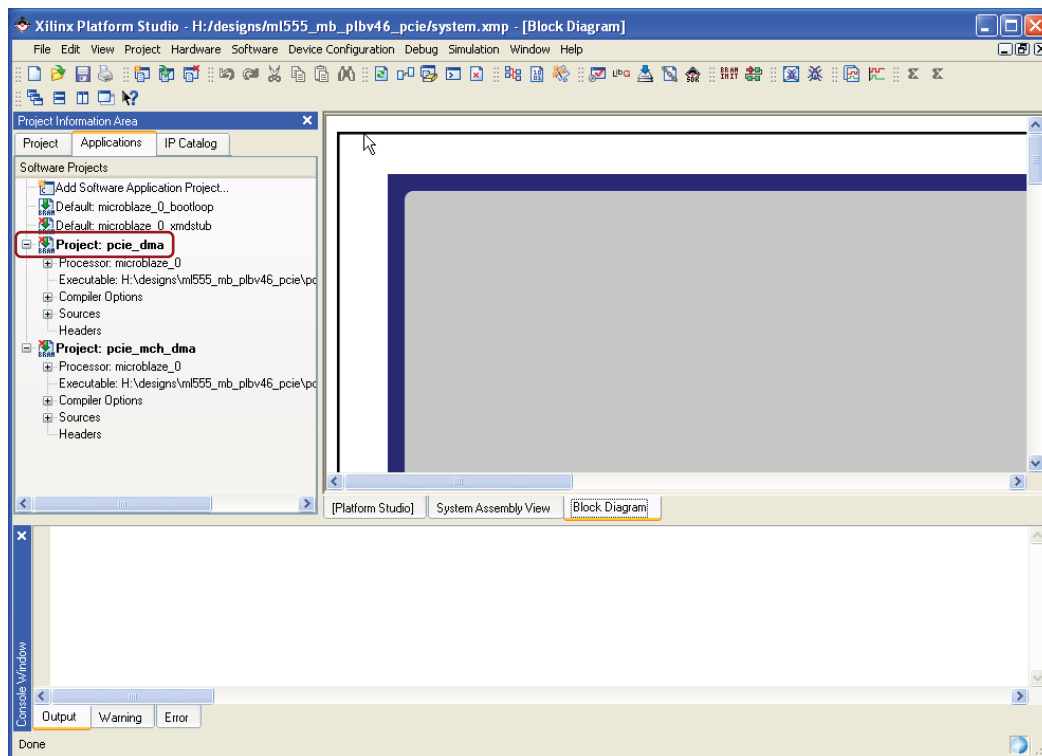 Xilinx Platform Studio - H:/designs/ml555_mb_plbv46_pcie/system.xmp - [Block Diagram]
File Edit View Project Hardware Software Device Configuration Debug Simulation Window Help
Project Information Area
Project Applications IP Catalog
Software Projects
Add Software Application Project...
Default: microblaze_0_bootloop
Default: microblaze_0_xmdstub
Project: pcie_dma
Processor: microblaze_0
Executable: H:\designs\ml555_mb_plbv46_pcie\pc
Compiler Options
Sources
Headers
Project: pcie_mch_dma
Processor: microblaze_0
Executable: H:\designs\ml555_mb_plbv46_pcie\pc
Compiler Options
Sources
Headers
[Platform Studio] System Assembly View Block Diagram
Console Window
Output Warning Error
Done